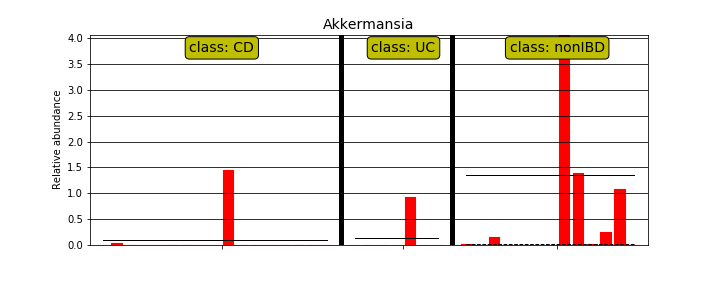 Akkermansia
class: CD
class: UC
class: nonIBD
Relative abundance
4.0
3.5
3.0
2.5
2.0
1.5
1.0
0.5
0.0